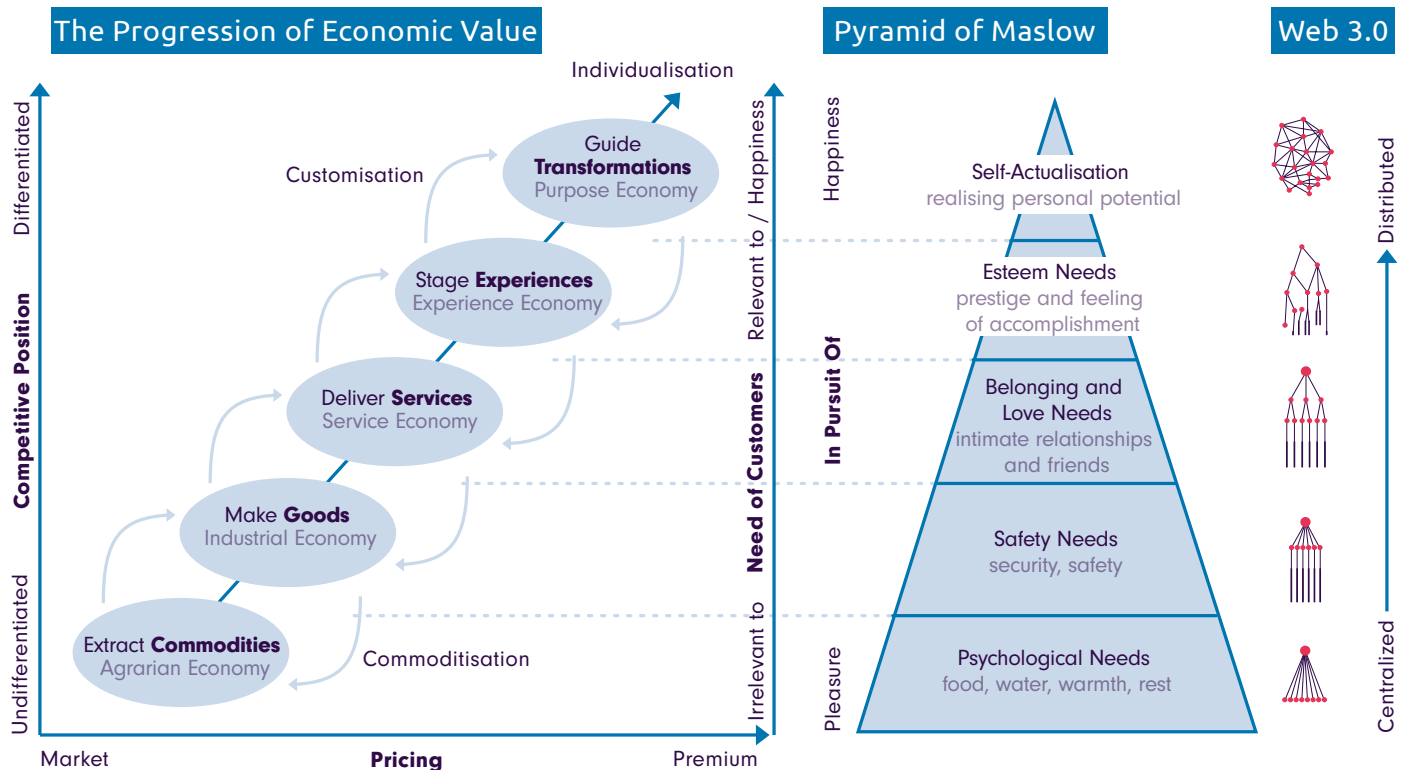 The Progression of Economic Value
Pyramid of Maslow
Web 3.0
Individualisation
Differentiated
Competitive Position
Undifferentiated
Customisation
Guide
Transformations
Purpose Economy
Stage Experiences
Experience Economy
Deliver Services
Service Economy
Make Goods
Industrial Economy
Extract Commodities
Agrarian Economy
Commoditisation
Market
Pricing
Premium
Relevant to / Happiness
Need of Customers
Irrelevant to
Happiness
In Pursuit Of
Pleasure
Self-Actualisation
realising personal potential
Esteem Needs
prestige and feeling
of accomplishment
Belonging and
Love Needs
intimate relationships
and friends
Safety Needs
security, safety
Psychological Needs
food, water, warmth, rest
Distributed
Centralized